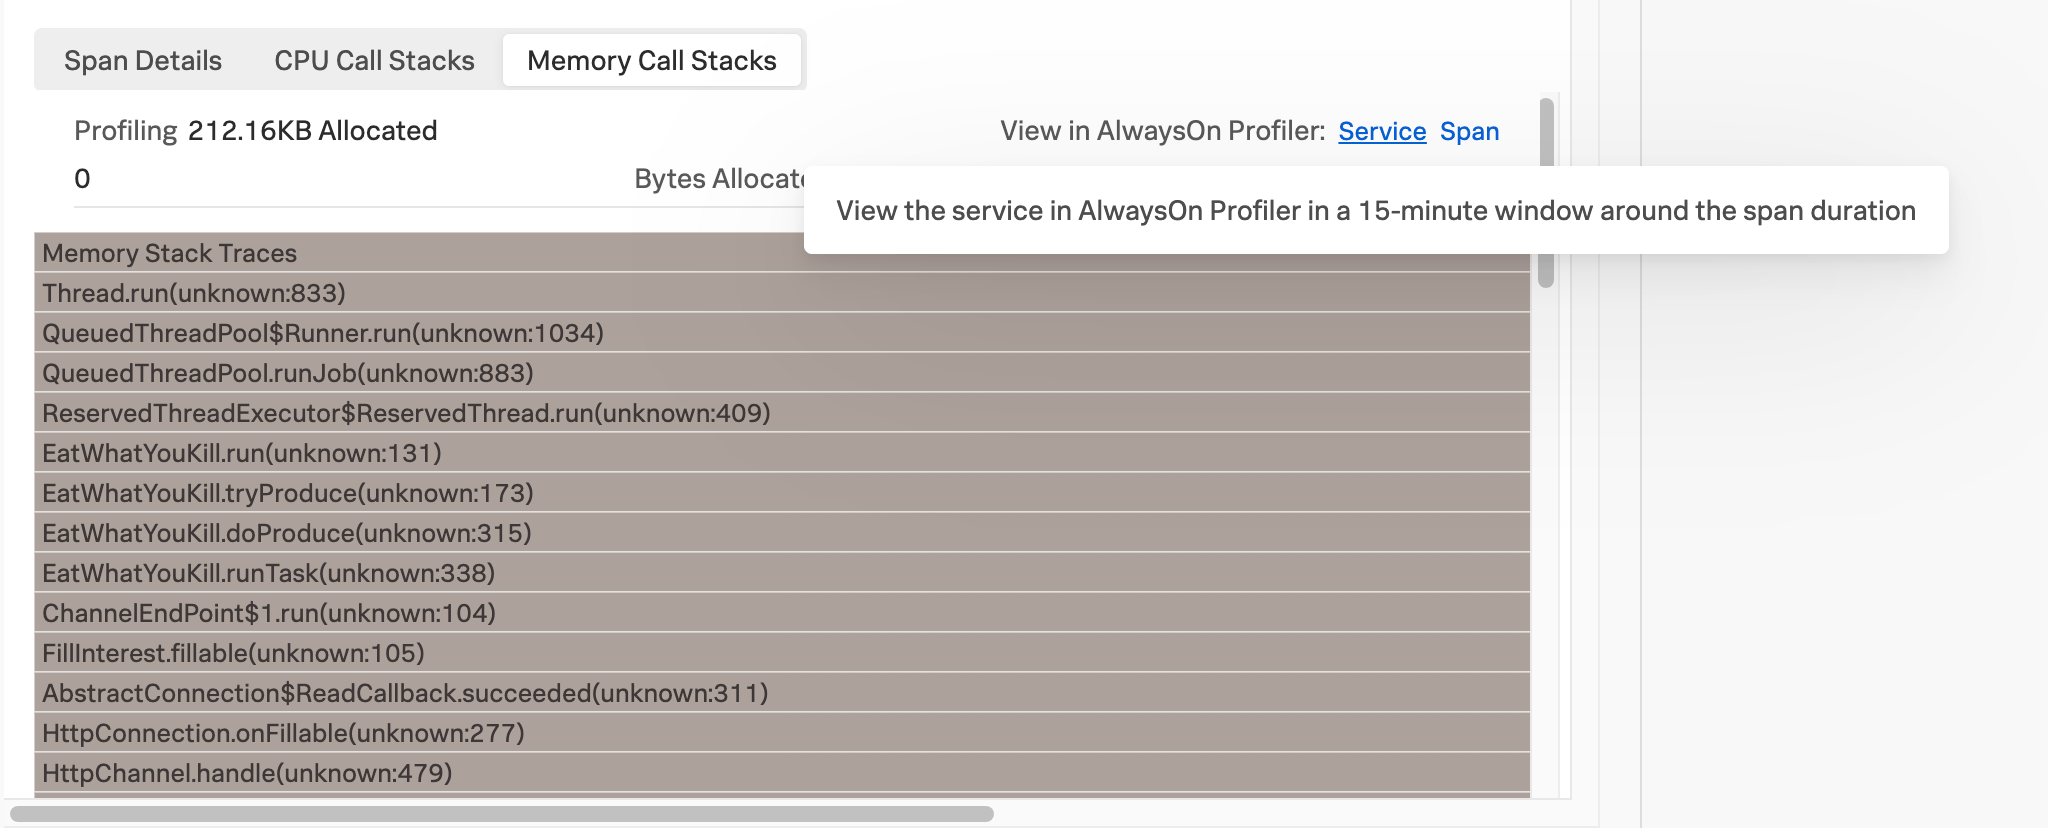 Span Details CPU Call Stacks Memory Call Stacks
Profiling 212.16KB Allocated View in AlwaysOn Profiler: Service Span
0 Bytes
View the service in AlwaysOn Profiler in a 15-minute window around the span duration
Memory Stack Traces
Thread.run(unknown:833)
QueuedThreadPool$Runner.run(unknown:1034)
QueuedThreadPool.runJob(unknown:883)
ReservedThreadExecutor$ReservedThread.run(unknown:409)
EatWhatYouKill.run(unknown:131)
EatWhatYouKill.tryProduce(unknown:173)
EatWhatYouKill.doProduce(unknown:315)
EatWhatYouKill.runTask(unknown:338)
ChannelEndPoint$1.run(unknown:104)
FillInterest.fillable(unknown:105)
AbstractConnection$ReadCallback.succeeded(unknown:311)
HttpConnection.onFillable(unknown:277)
HttpChannel.handle(unknown:479)